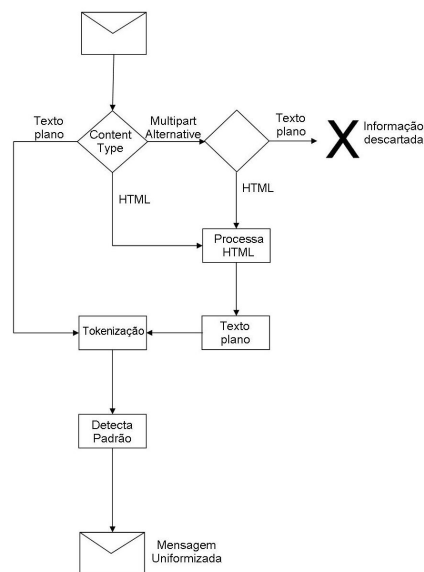 Texto
plano
Content
Type
Multipart
Alternative
Texto
plano
X
Informação
descartada
HTML
HTML
Processa
HTML
Tokenização
Texto
plano
Detecta
Padrão
Mensagem
Uniformizada